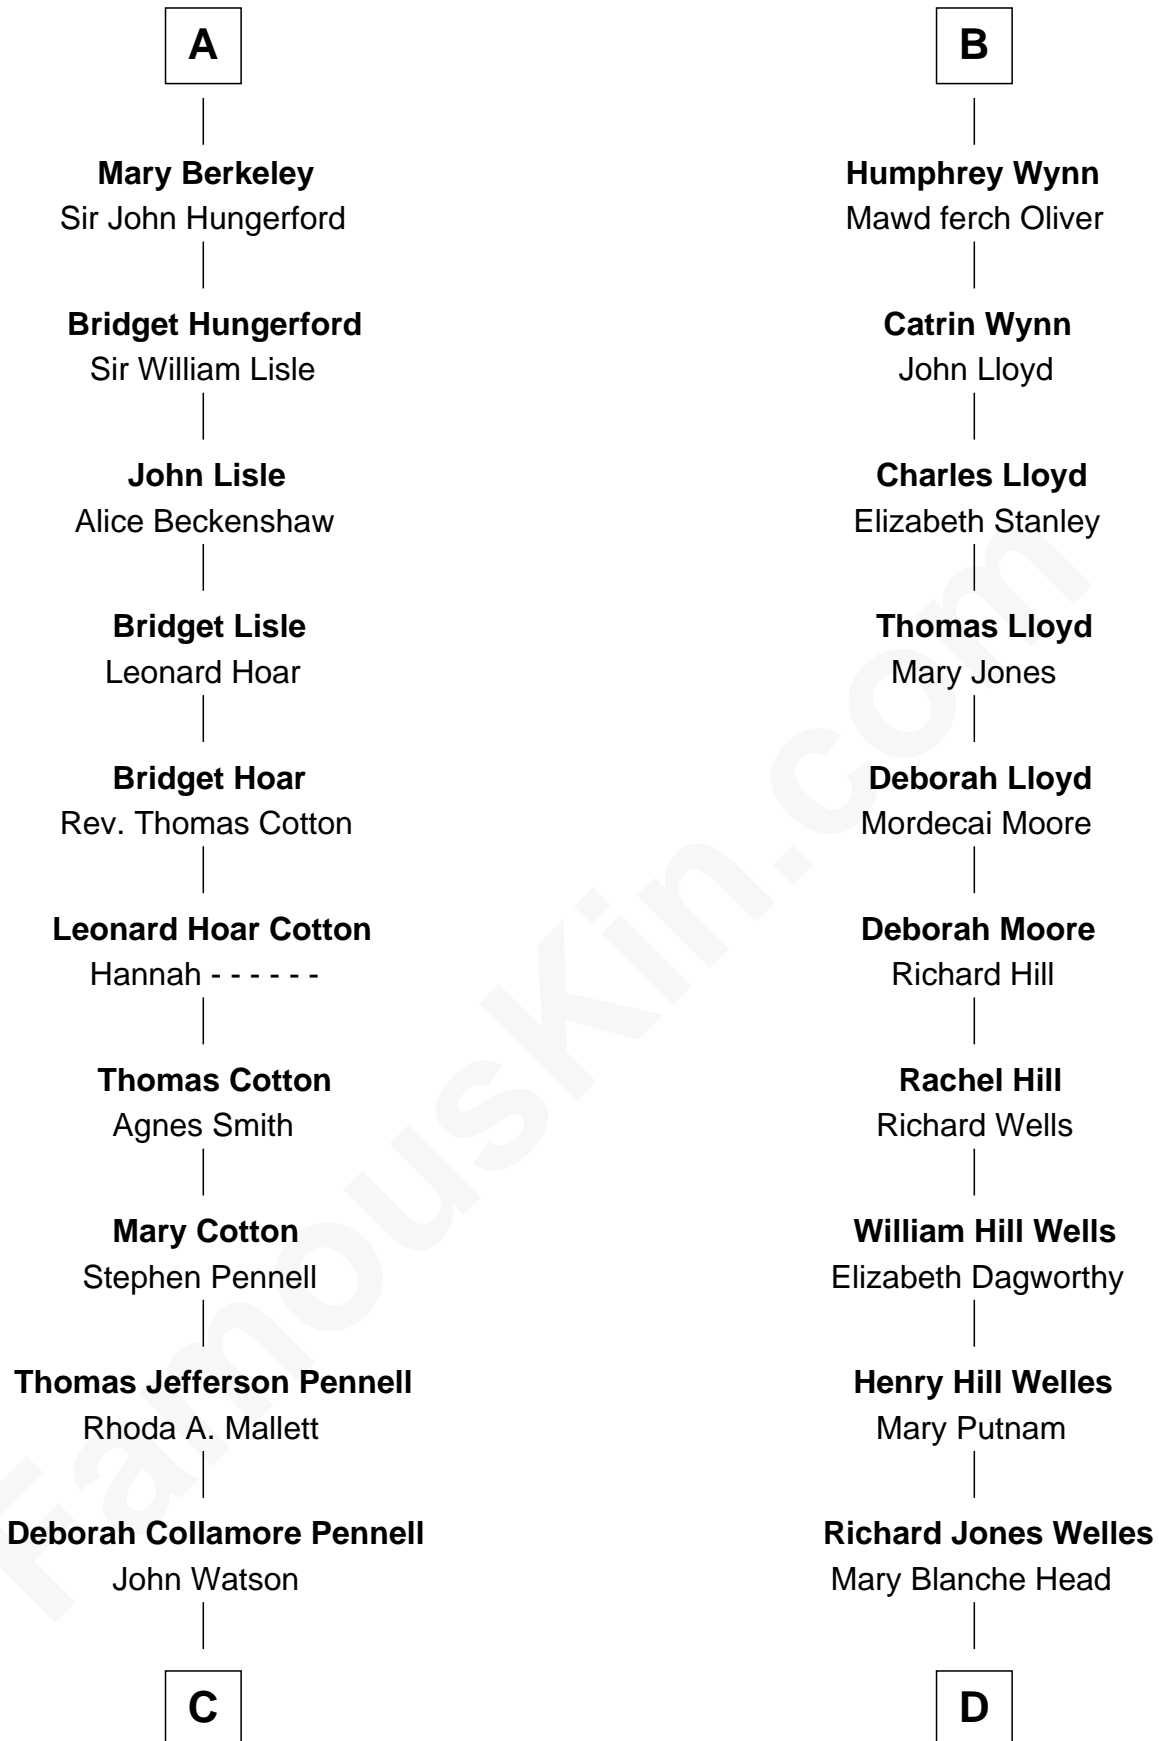 A
Mary Berkeley
Sir John Hungerford
Bridget Hungerford
Sir William Lisle
John Lisle
Alice Beckenshaw
Bridget Lisle
Leonard Hoar
Bridget Hoar
Rev. Thomas Cotton
Leonard Hoar Cotton
Hannah - - - - - -
Thomas Cotton
Agnes Smith
Mary Cotton
Stephen Pennell
Thomas Jefferson Pennell
Rhoda A. Mallett
Deborah Collamore Pennell
John Watson
C
B
Humphrey Wynn
Mawd ferch Oliver
Catrin Wynn
John Lloyd
Charles Lloyd
Elizabeth Stanley
Thomas Lloyd
Mary Jones
Deborah Lloyd
Mordecai Moore
Deborah Moore
Richard Hill
Rachel Hill
Richard Wells
William Hill Wells
Elizabeth Dagworthy
Henry Hill Welles
Mary Putnam
Richard Jones Welles
Mary Blanche Head
D
FamousKin.com